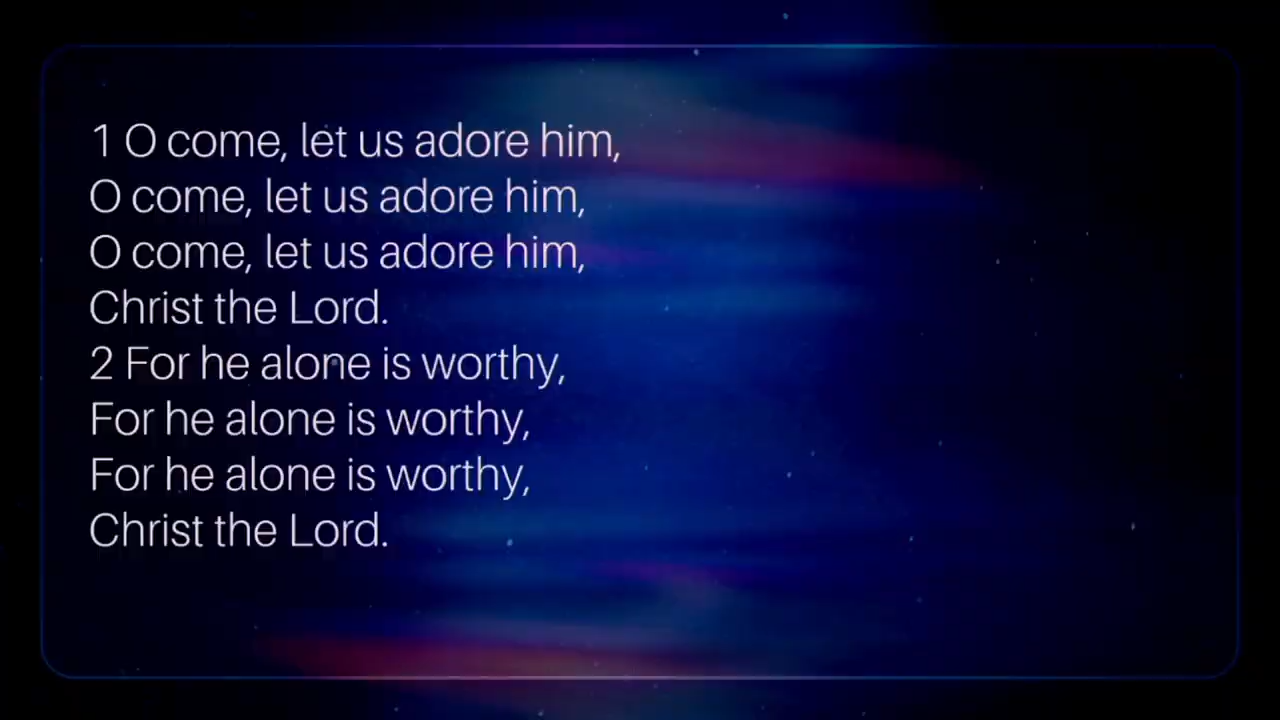 1 O come, let us adore him,
O come, let us adore him,
O come, let us adore him,
Christ the Lord.
2 For he alone is worthy,
For he alone is worthy,
For he alone is worthy,
Christ the Lord.